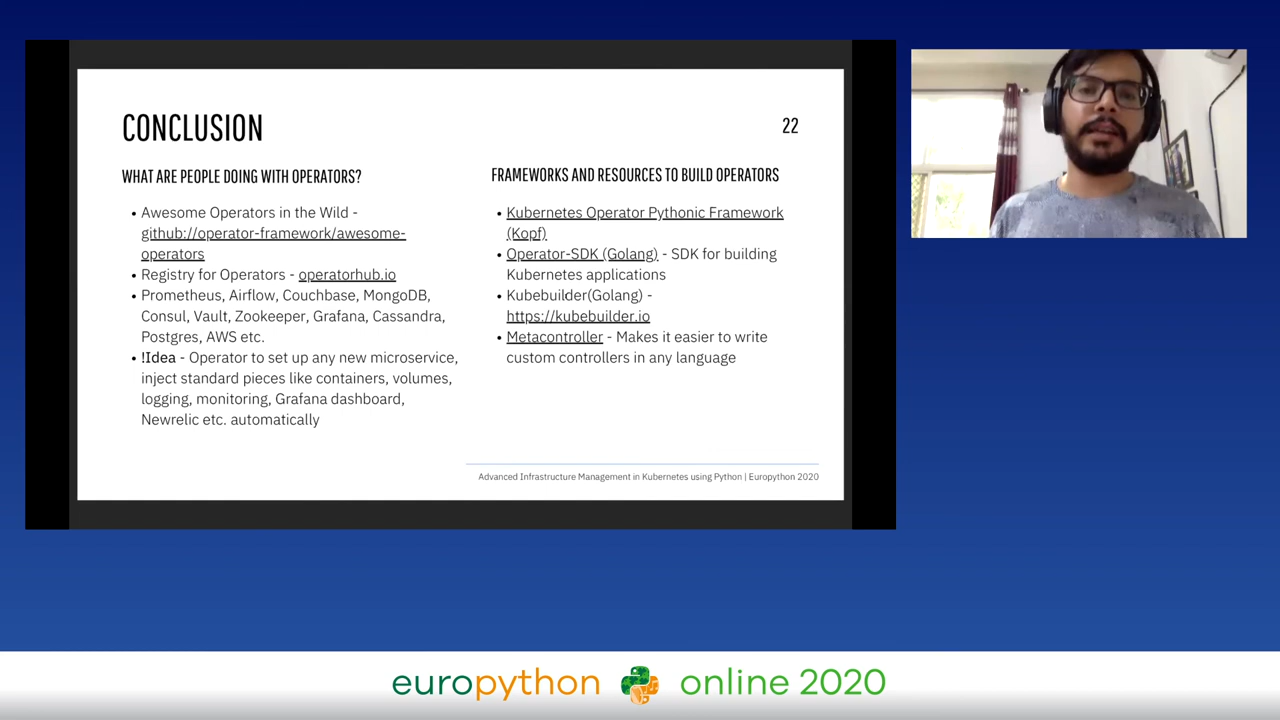 CONCLUSION
22
WHAT ARE PEOPLE DOING WITH OPERATORS?
• Awesome Operators in the Wild -
github://operator-framework/awesome-
operators
• Registry for Operators - operatorhub.io
• Prometheus, Airflow, Couchbase, MongoDB,
Consul, Vault, Zookeeper, Grafana, Cassandra,
Postgres, AWS etc.
• !Idea - Operator to set up any new microservice,
inject standard pieces like containers, volumes,
logging, monitoring, Grafana dashboard,
Newrelic etc. automatically
FRAMEWORKS AND RESOURCES TO BUILD OPERATORS
• Kubernetes Operator Pythonic Framework
(Kopf)
• Operator-SDK (Golang) - SDK for building
Kubernetes applications
• Kubebuilder(Golang) -
https://kubebuilder.io
• Metacontroller - Makes it easier to write
custom controllers in any language
Advanced Infrastructure Management in Kubernetes using Python | Europython 2020
europython online 2020